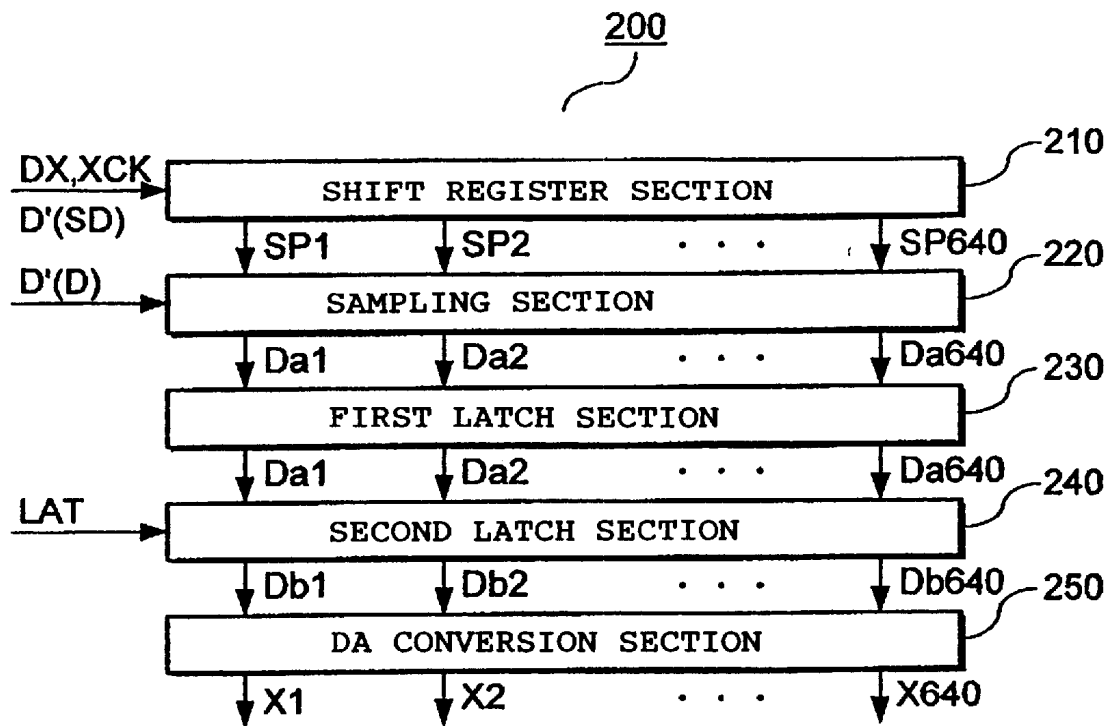 200
210
DX,XCK
SHIFT REGISTER SECTION
D'(SD)
SP1 SP2 . . . SP640
220
D'(D)
SAMPLING SECTION
Da1 Da2 . . . Da640
230
FIRST LATCH SECTION
Da1 Da2 . . . Da640
240
LAT
SECOND LATCH SECTION
Db1 Db2 . . . Db640
250
DA CONVERSION SECTION
X1 X2 . . . X640